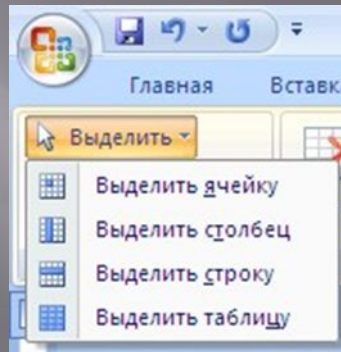 Главная Вставк
Выделить
Выделить ячейку
Выделить столбец
Выделить строку
Выделить таблицу